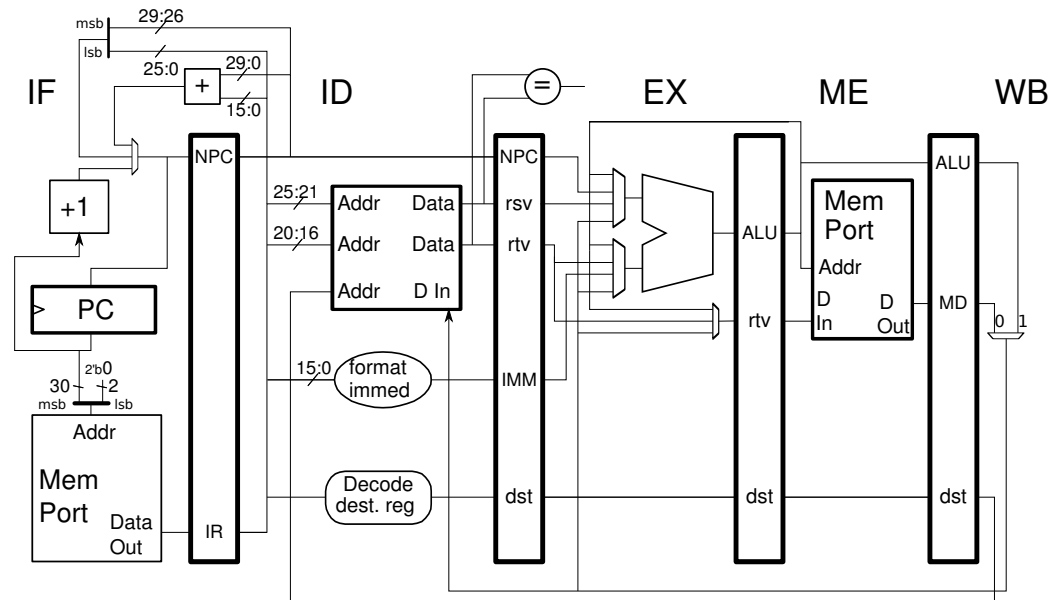 29:26
msb
lsb
25:0
29:0
+
15:0
=
IF
ID
EX
ME
WB
NPC
NPC
ALU
+1
25:21
Addr
Data
rsv
Mem
Port
20:16
Addr
Data
rtv
ALU
Addr
Addr
D In
PC
rtv
D
In
D
Out
MD
0
1
2'b0
30
2
msb
lsb
15:0
format
immed
IMM
Addr
Mem
Port
Data
Out
IR
Decode
dest. reg
dst
dst
dst